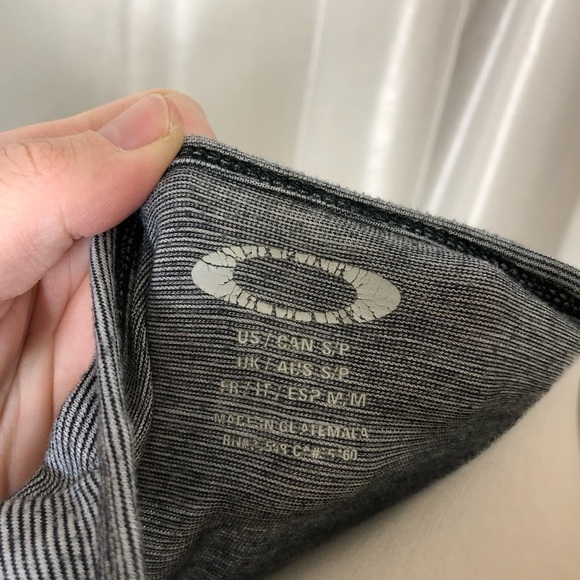 US / CAN S/P
UK / AUS S/P
FR / IT / ESP M/M
MADE IN GUATEMALA